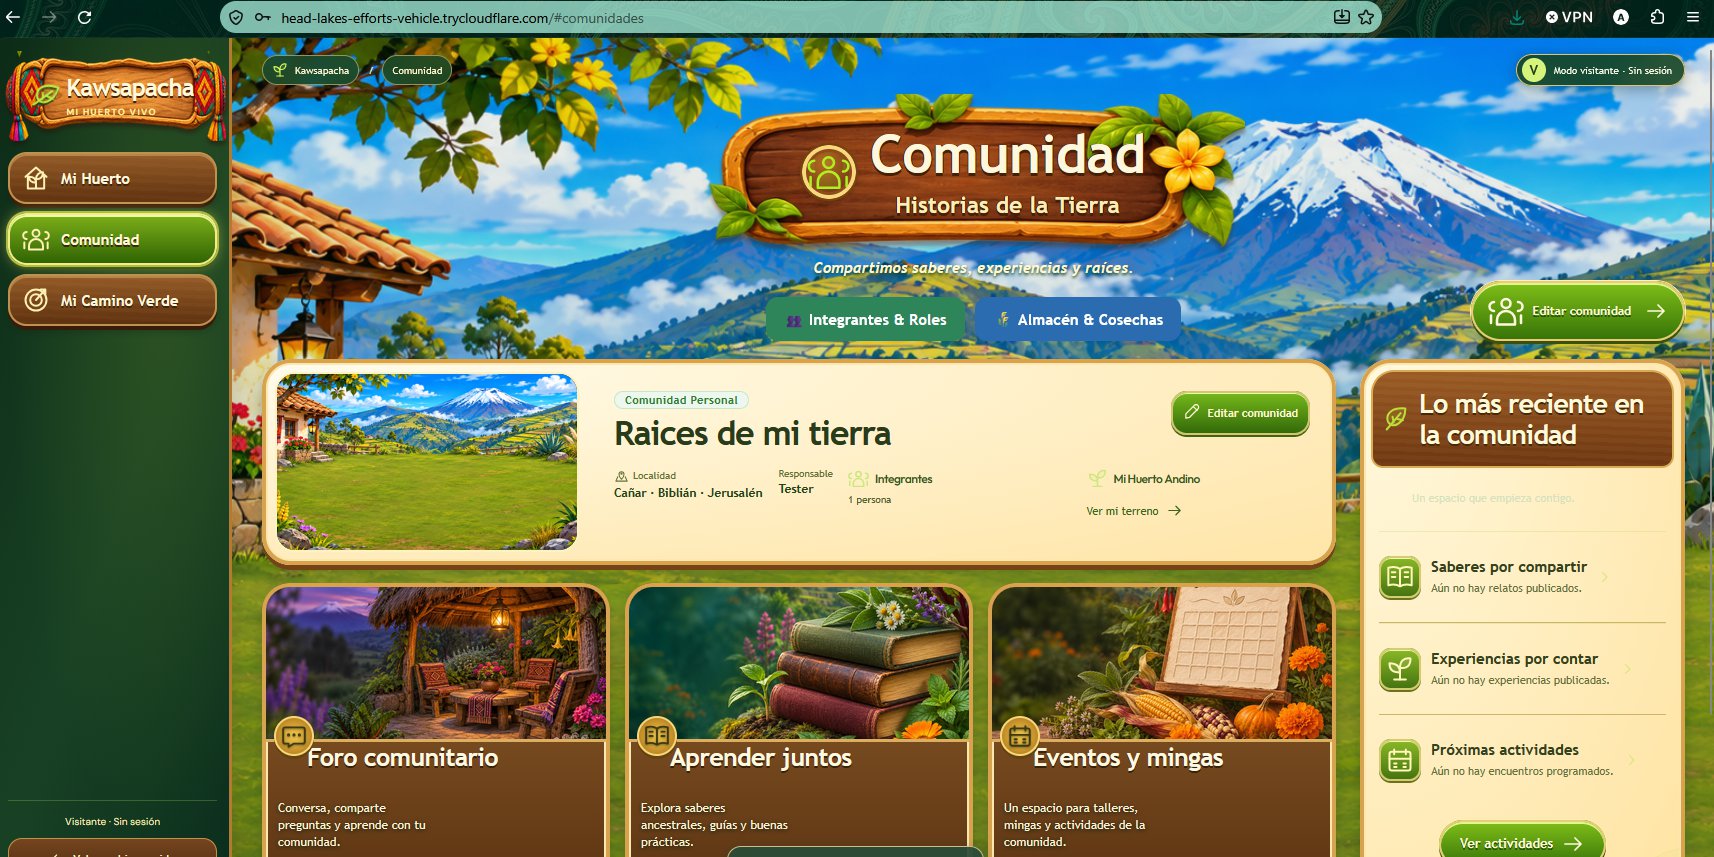 head-lakes-efforts-vehicle.trycloudflare.com/#comunidades
VPN
A
Kawsapacha
MI HUERTO VIVO
Mi Huerto
Comunidad
Mi Camino Verde
Visitante · Sin sesión
Kawsapacha / Comunidad
V Modo visitante · Sin sesión
Comunidad
Historias de la Tierra
Compartimos saberes, experiencias y raíces.
Integrantes & Roles
Almacén & Cosechas
Editar comunidad
Comunidad Personal
Raices de mi tierra
Editar comunidad
Localidad
Cañar · Biblián · Jerusalén
Responsable
Tester
Integrantes
1 persona
Mi Huerto Andino
Ver mi terreno
Foro comunitario
Conversa, comparte
preguntas y aprende con tu
comunidad.
Aprender juntos
Explora saberes
ancestrales, guías y buenas
prácticas.
Eventos y mingas
Un espacio para talleres,
mingas y actividades de la
comunidad.
Lo más reciente en
la comunidad
Un espacio que empieza contigo.
Saberes por compartir
Aún no hay relatos publicados.
Experiencias por contar
Aún no hay experiencias publicadas.
Próximas actividades
Aún no hay encuentros programados.
Ver actividades